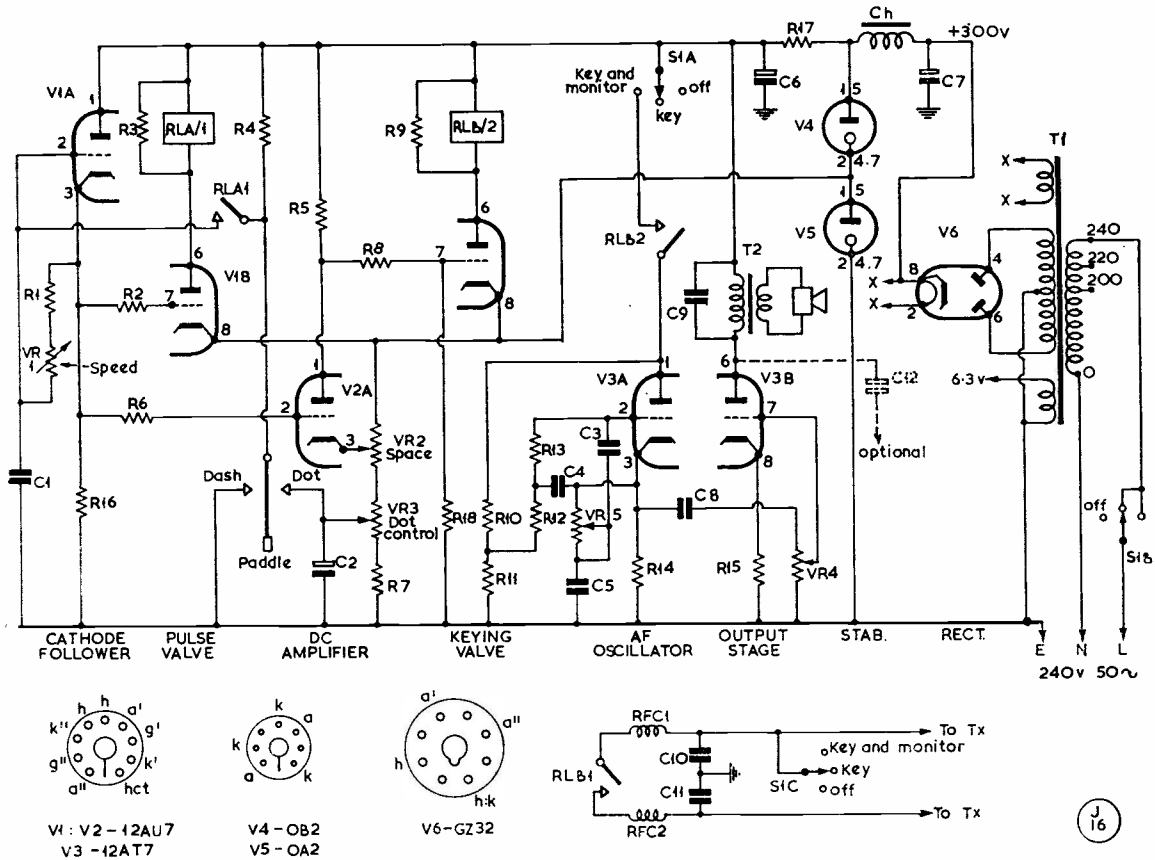 Ch
R17
+300v
S1A
Key and monitor
off
key
C6
C7
V1A
1
2
3
R3
RLA/1
R4
R9
RLB/2
1 5
V4
2 4.7
T1
X
X
RLA1
R5
6
R8
7
8
RLB2
1 5
V5
2 4.7
V6
240
220
200
O
R1
VR 1
Speed
R2
6
V1B
7
8
T2
C9
X
X
8
2
4
6
6.3v
R6
1
V2A
2
3
VR2 Space
1
V3A
2
3
6
V3B
7
8
C12
optional
C1
R16
Dash
Dot
Paddle
C2
VR3 Dot control
R7
R18
R10
R11
R13
R12
C3
C4
VR 5
C5
R14
C8
R15
VR4
off
S1B
CATHODE FOLLOWER
PULSE VALVE
DC AMPLIFIER
KEYING VALVE
AF OSCILLATOR
OUTPUT STAGE
STAB.
RECT.
E
N
L
240v 50~
h
h
a'
g'
k'
hct
a"
g"
k"
V1 : V2 - 12AU7
V3 - 12AT7
k
a
k
a
k
V4 - OB2
V5 - OA2
a'
a"
h
h:k
V6 - GZ32
RFC1
RLB1
C10
C11
RFC2
S1C
Key and monitor
Key
off
To Tx
To Tx
J 16